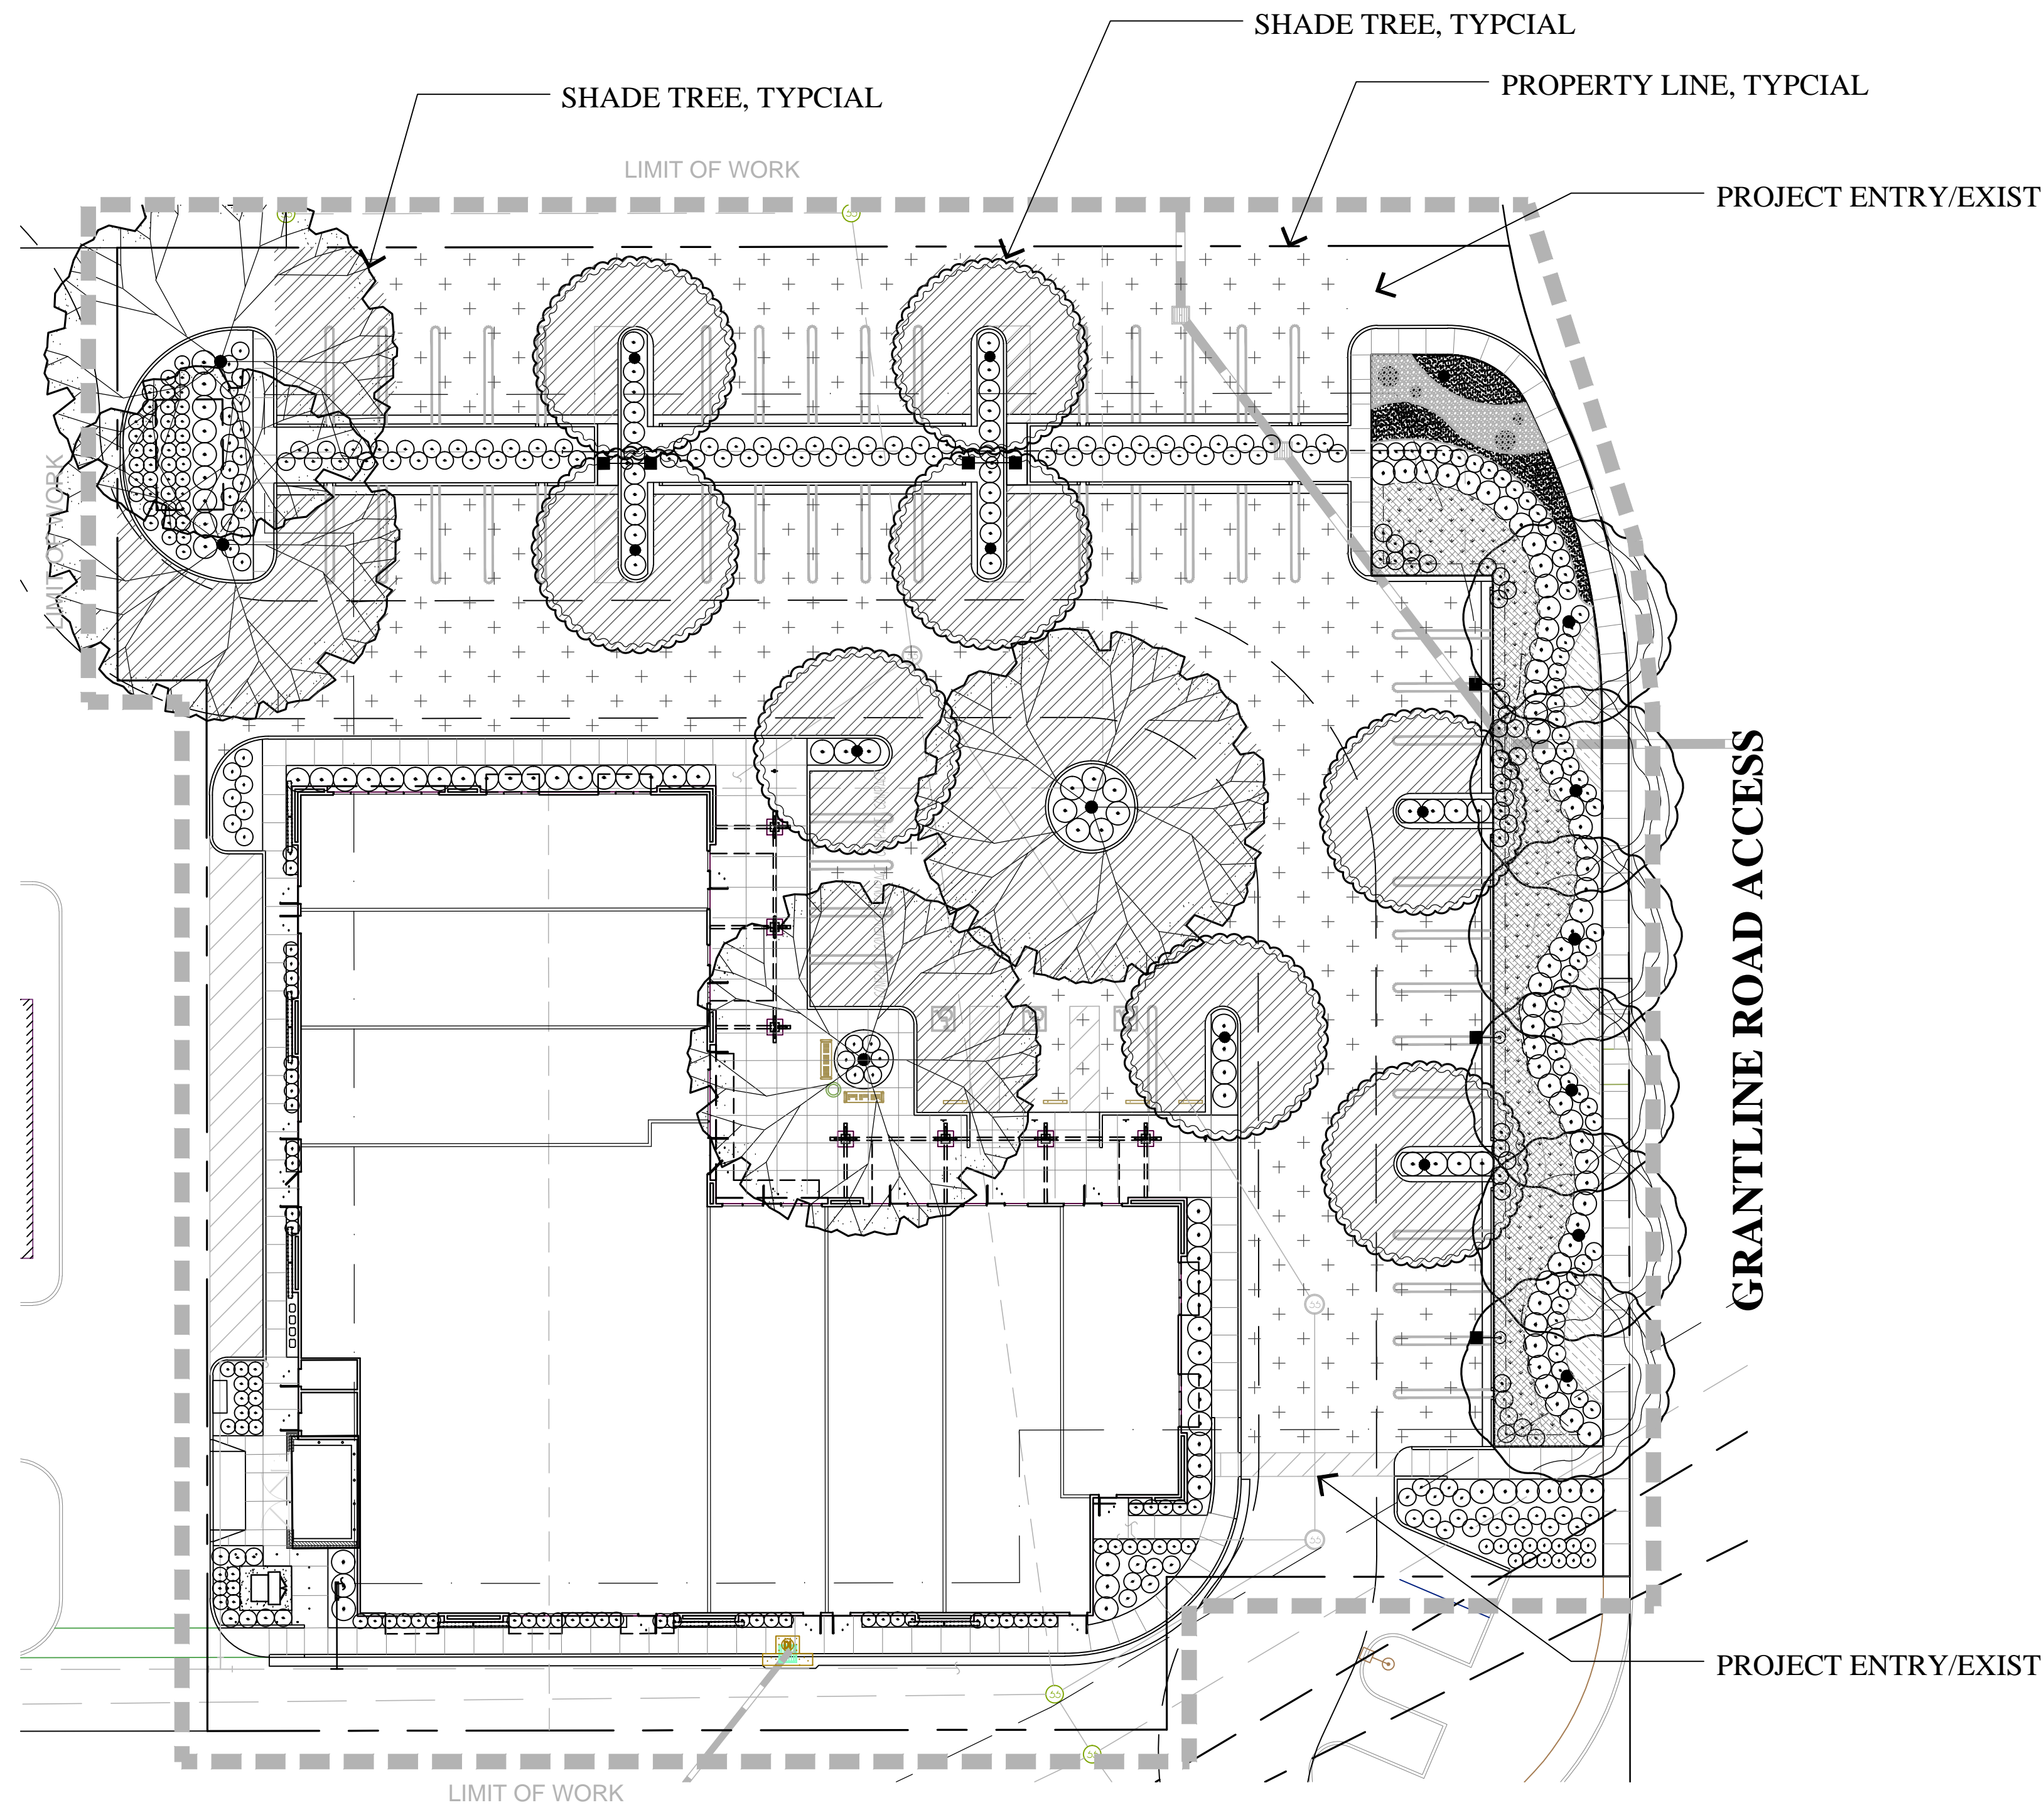 SHADE TREE, TYPCIAL
PROPERTY LINE, TYPCIAL
SHADE TREE, TYPCIAL
LIMIT OF WORK
PROJECT ENTRY/EXIST
LIMIT OF WORK
GRANTLINE ROAD ACCESS
PROJECT ENTRY/EXIST
LIMIT OF WORK